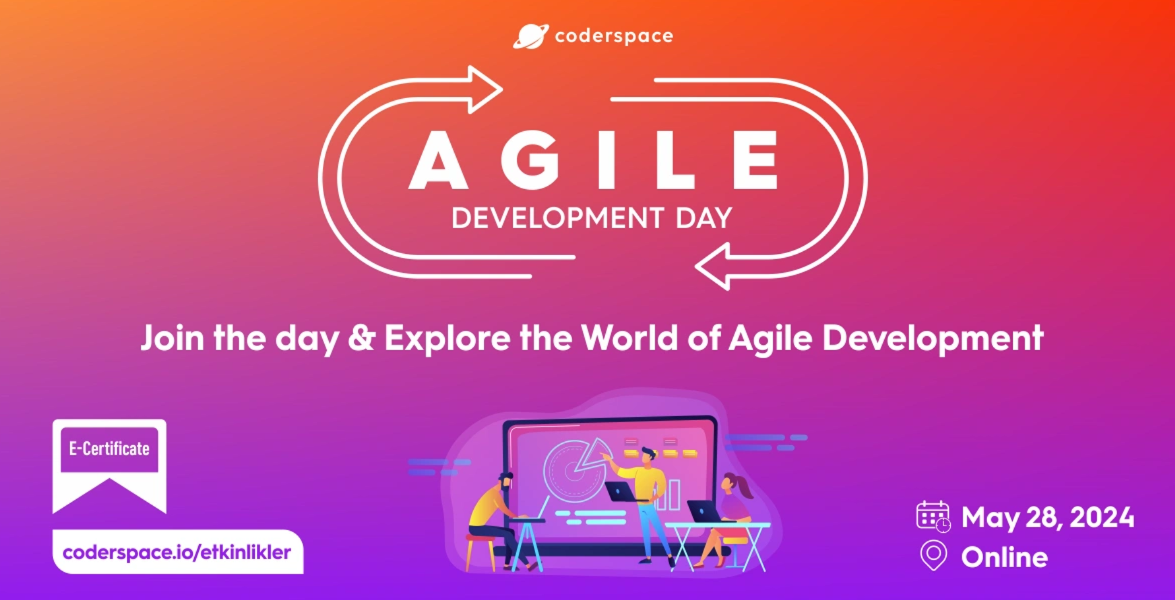 coderspace
AGILE
DEVELOPMENT DAY
Join the day & Explore the World of Agile Development
E-Certificate
coderspace.io/etkinlikler
May 28, 2024
Online